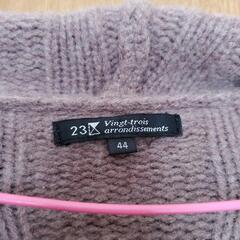 23区 Vingt-trois
arrondissements
44